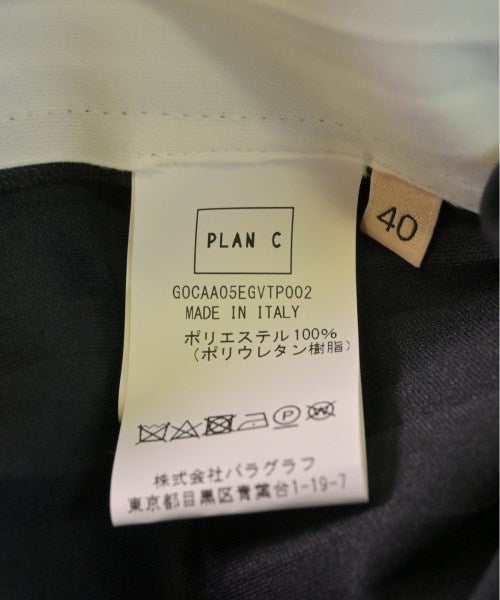 PLAN C
40
GOCAA05EGVTP002
MADE IN ITALY
ポリエステル100%
(ポリウレタン樹脂)
株式会社パラグラフ
東京都目黒区青葉台1-19-7